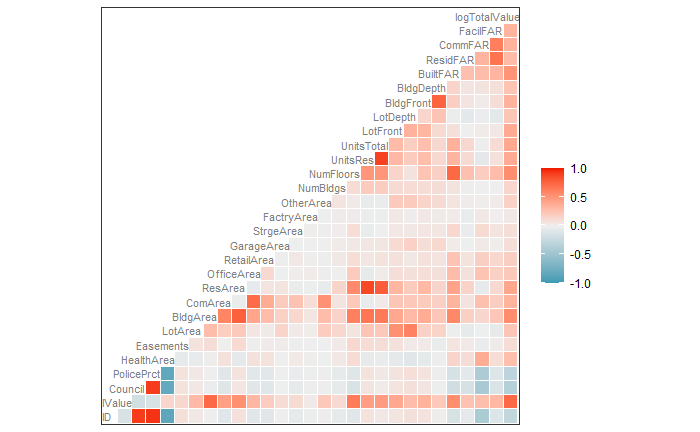 logTotalValue
FacilFAR
CommFAR
ResidFAR
BuiltFAR
BldgDepth
BldgFront
LotDepth
LotFront
UnitsTotal
UnitsRes
NumFloors
NumBldgs
OtherArea
FactryArea
StrgeArea
GarageArea
RetailArea
OfficeArea
ResArea
ComArea
BldgArea
LotArea
Easements
HealthArea
PolicePrct
Council
lValue
ID
1.0
0.5
0.0
-0.5
-1.0